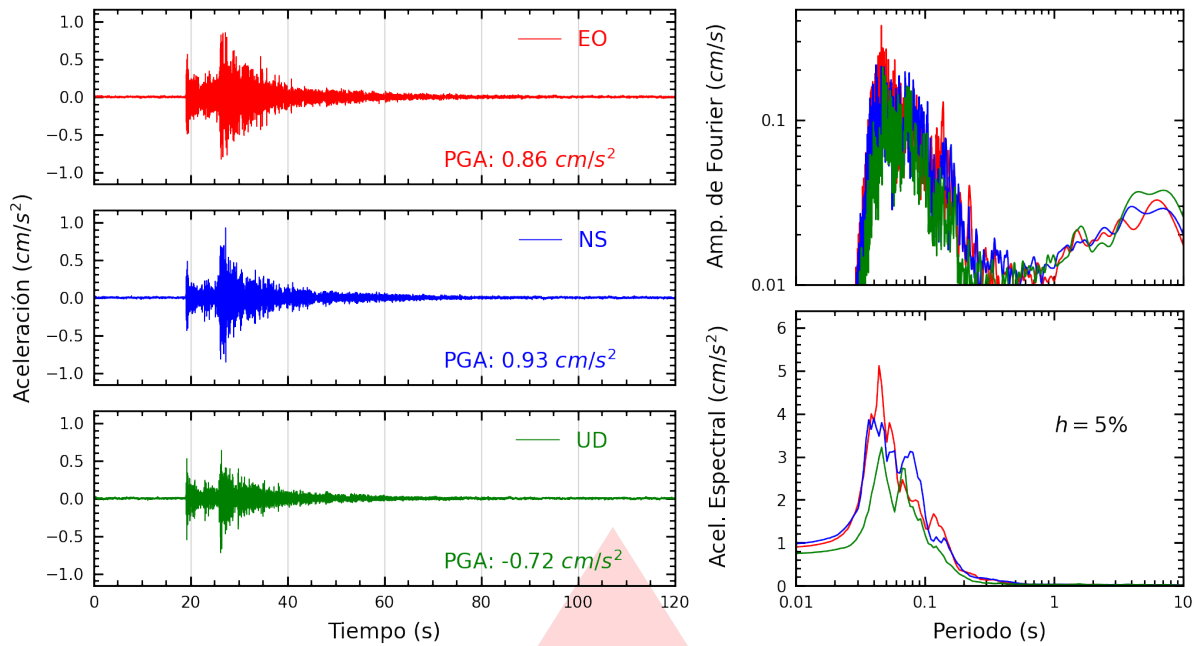 Aceleración (cm/s²)
1.0
0.5
0.0
−0.5
−1.0
EO
PGA: 0.86 cm/s²
1.0
0.5
0.0
−0.5
−1.0
NS
PGA: 0.93 cm/s²
1.0
0.5
0.0
−0.5
−1.0
UD
PGA: -0.72 cm/s²
0 20 40 60 80 100 120
Tiempo (s)
Amp. de Fourier (cm/s)
0.1
0.01
Acel. Espectral (cm/s²)
6
5
4
3
2
1
0
h = 5%
0.01 0.1 1 10
Periodo (s)